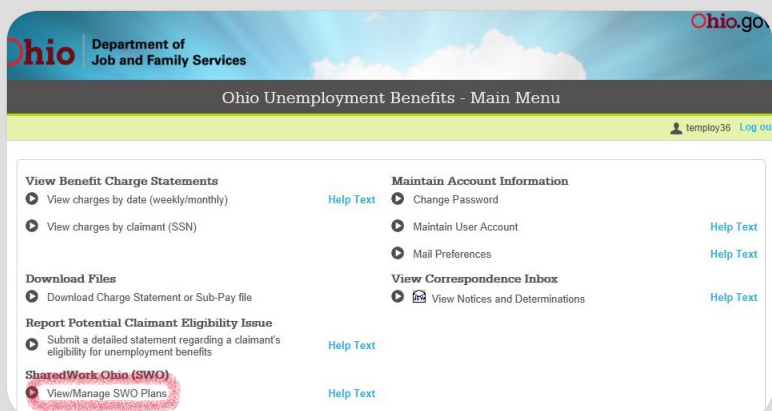 Ohio.gov
Ohio
Department of
Job and Family Services
Ohio Unemployment Benefits - Main Menu
temploy36 Log ou
View Benefit Charge Statements
View charges by date (weekly/monthly) Help Text
View charges by claimant (SSN)
Download Files
Download Charge Statement or Sub-Pay file
Report Potential Claimant Eligibility Issue
Submit a detailed statement regarding a claimant's
eligibility for unemployment benefits Help Text
SharedWork Ohio (SWO)
View/Manage SWO Plans Help Text
Maintain Account Information
Change Password
Maintain User Account Help Text
Mail Preferences Help Text
View Correspondence Inbox
View Notices and Determinations Help Text